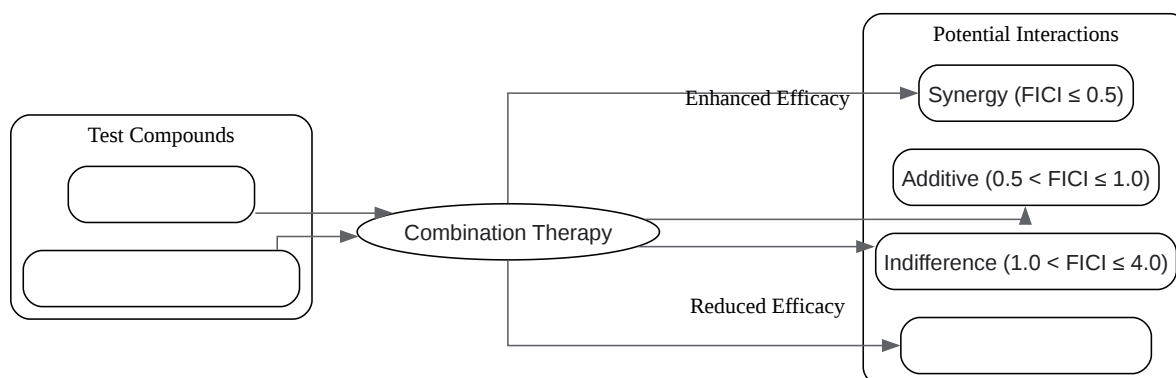 Potential Interactions
Enhanced Efficacy
Synergy (FICI ≤ 0.5)
Test Compounds
Additive (0.5 < FICI ≤ 1.0)
Combination Therapy
Indifference (1.0 < FICI ≤ 4.0)
Reduced Efficacy